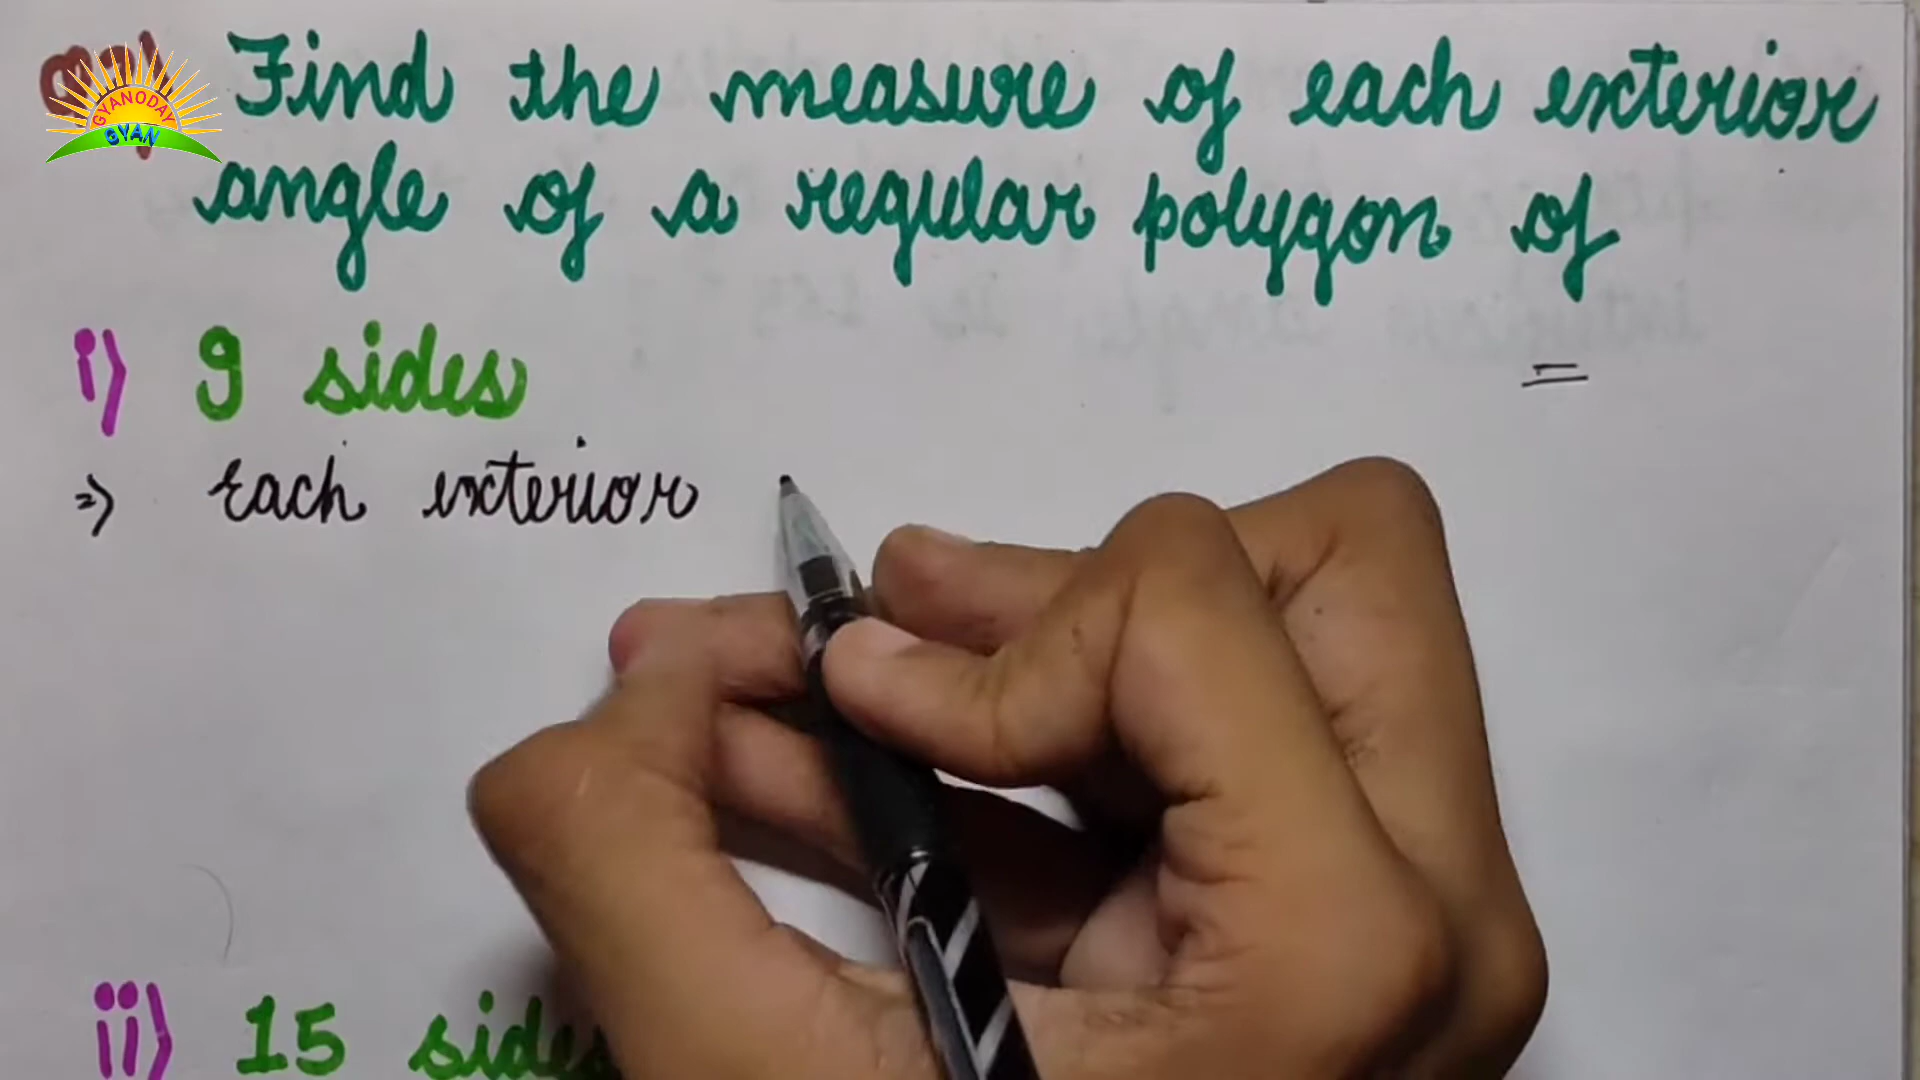 GYANODAY
GYAN
Find the measure of each exterior
angle of a regular polygon of
i) 9 sides
=
⇒ Each exterior
ii) 15 sides